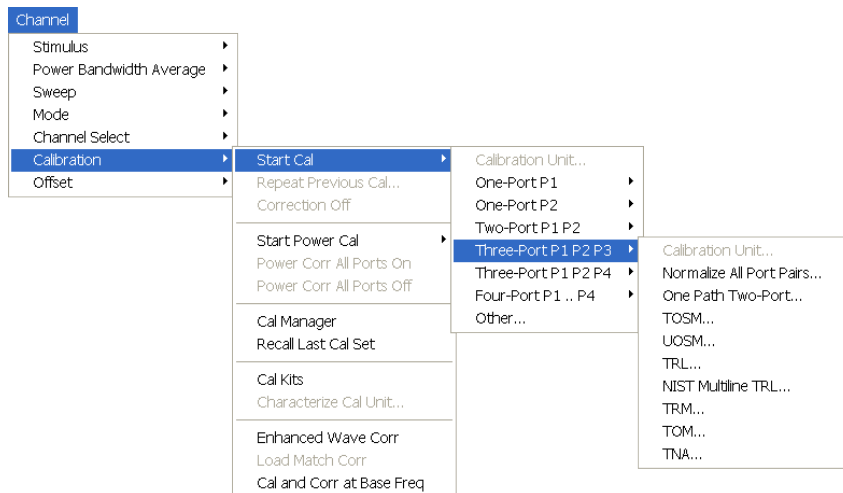 Channel
Stimulus
Power Bandwidth Average
Sweep
Mode
Channel Select
Calibration
Offset
Start Cal
Repeat Previous Cal...
Correction Off
Start Power Cal
Power Corr All Ports On
Power Corr All Ports Off
Cal Manager
Recall Last Cal Set
Cal Kits
Characterize Cal Unit...
Enhanced Wave Corr
Load Match Corr
Cal and Corr at Base Freq
Calibration Unit...
One-Port P1
One-Port P2
Two-Port P1 P2
Three-Port P1 P2 P3
Three-Port P1 P2 P4
Four-Port P1 .. P4
Other...
Calibration Unit...
Normalize All Port Pairs...
One Path Two-Port...
TOSM...
UOSM...
TRL...
NIST Multiline TRL...
TRM...
TOM...
TNA...